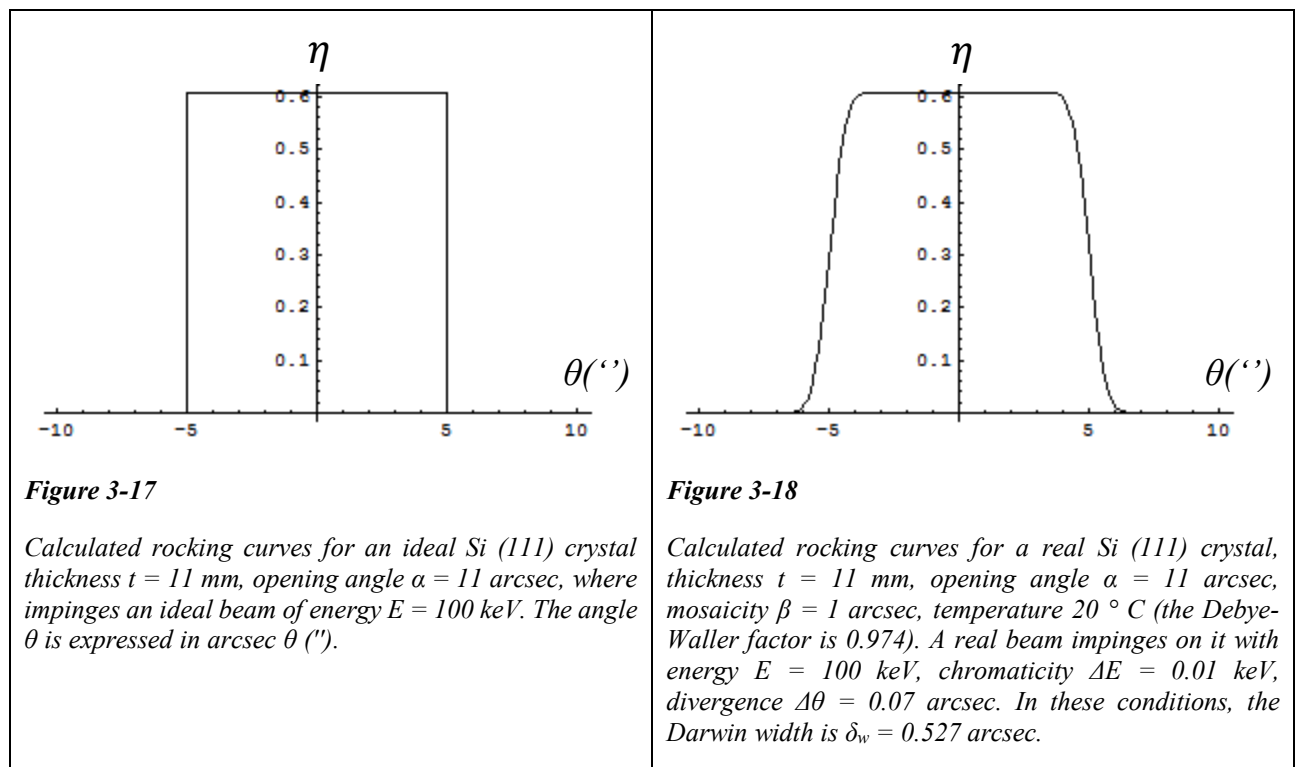 η
0.6
0.5
0.4
0.3
0.2
0.1
θ(‘’)
-10 -5 5 10
Figure 3-17
Calculated rocking curves for an ideal Si (111) crystal
thickness t = 11 mm, opening angle α = 11 arcsec, where
impinges an ideal beam of energy E = 100 keV. The angle
θ is expressed in arcsec θ (").
η
0.6
0.5
0.4
0.3
0.2
0.1
θ(‘’)
-10 -5 5 10
Figure 3-18
Calculated rocking curves for a real Si (111) crystal,
thickness t = 11 mm, opening angle α = 11 arcsec,
mosaicity β = 1 arcsec, temperature 20 ° C (the Debye-
Waller factor is 0.974). A real beam impinges on it with
energy E = 100 keV, chromaticity ΔE = 0.01 keV,
divergence Δθ = 0.07 arcsec. In these conditions, the
Darwin width is δw = 0.527 arcsec.